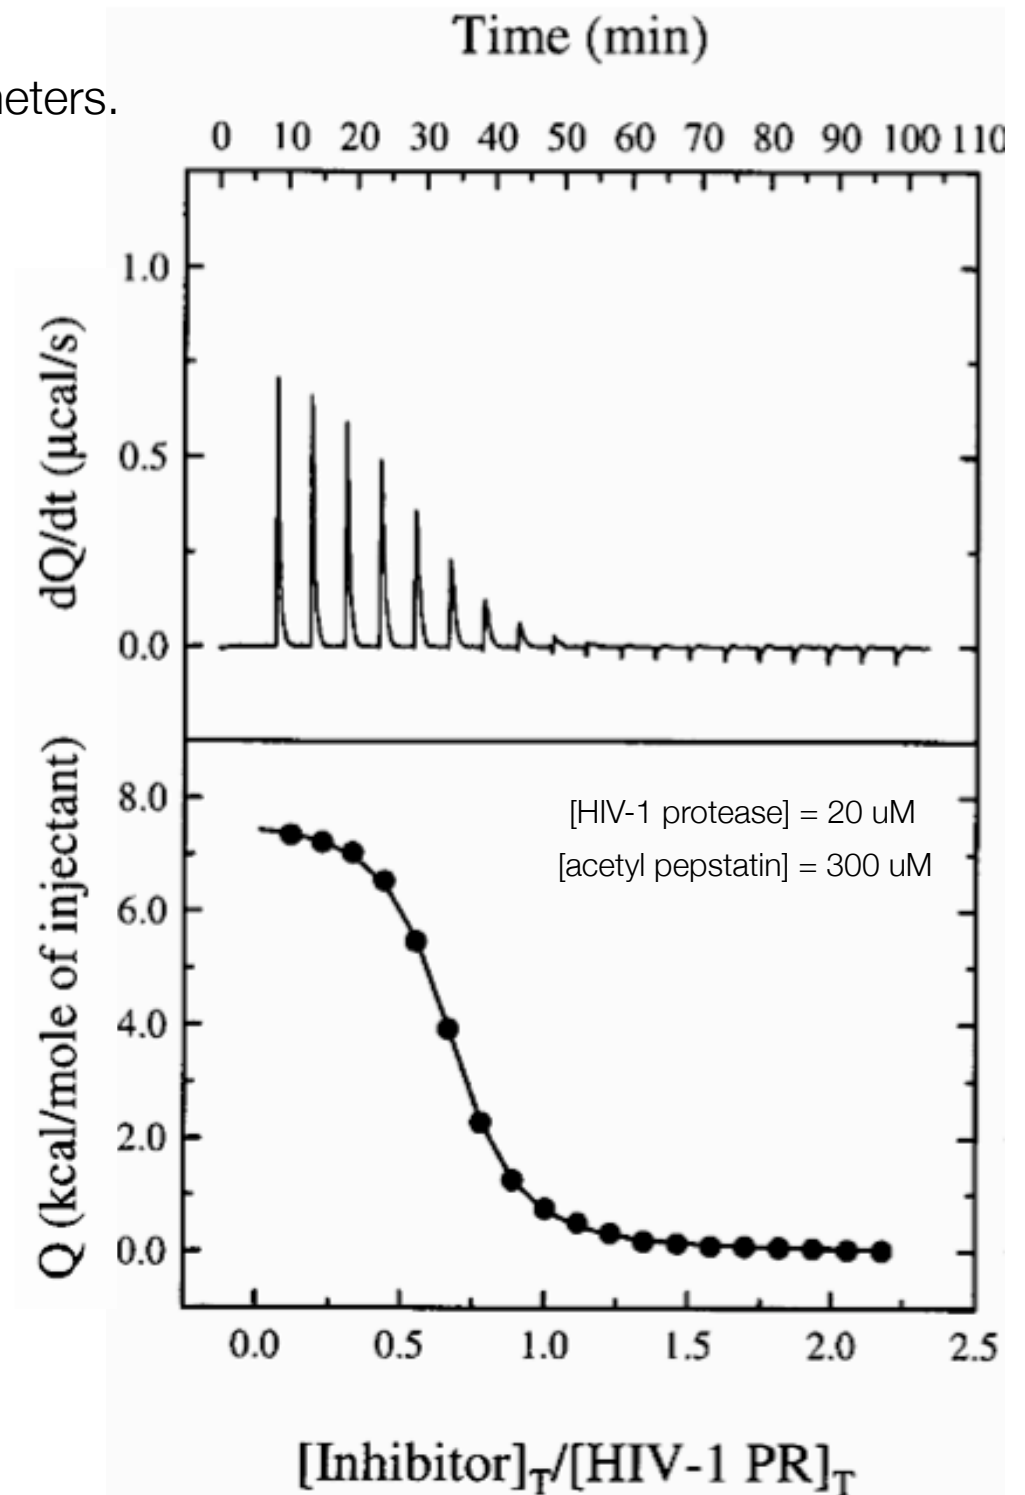 Time (min)
meters.
0 10 20 30 40 50 60 70 80 90 100 110
1.0
0.5
0.0
dQ/dt (µcal/s)
8.0
6.0
4.0
2.0
0.0
Q (kcal/mole of injectant)
[HIV-1 protease] = 20 uM
[acetyl pepstatin] = 300 uM
0.0 0.5 1.0 1.5 2.0 2.5
[Inhibitor]T/[HIV-1 PR]T